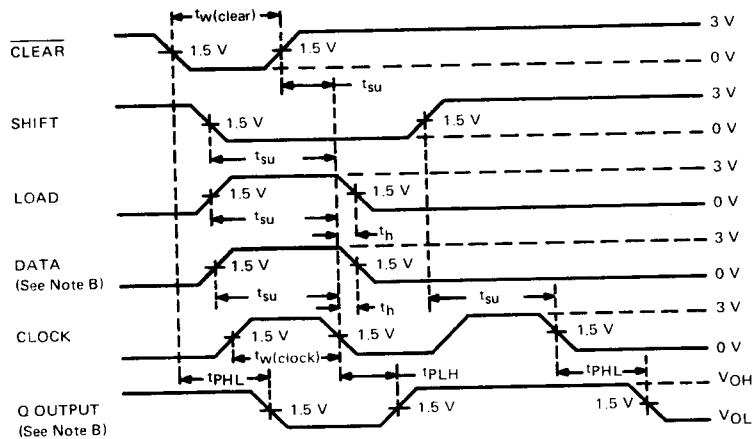 tw(clear)
3 V
CLEAR
1.5 V
1.5 V
0 V
tsu
3 V
SHIFT
1.5 V
1.5 V
0 V
tsu
3 V
LOAD
1.5 V
1.5 V
0 V
tsu
th
3 V
DATA
1.5 V
1.5 V
0 V
(See Note B)
tsu
th
tsu
3 V
CLOCK
1.5 V
1.5 V
1.5 V
0 V
tw(clock)
tPHL
tPLH
tPHL
VOH
Q OUTPUT
1.5 V
1.5 V
1.5 V
VOL
(See Note B)